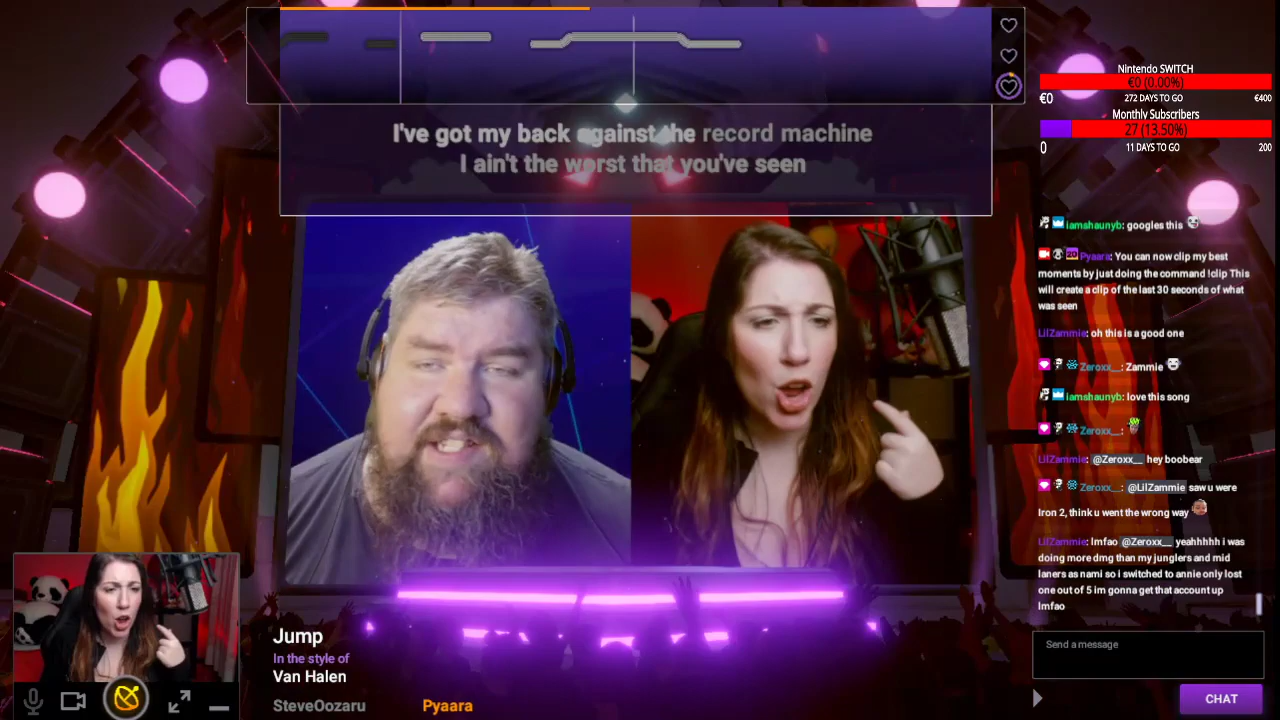 I've got my back against the record machine
I ain't the worst that you've seen
Nintendo SWITCH
€0 (0.00%)
€0 272 DAYS TO GO €400
Monthly Subscribers
27 (13.50%)
0 11 DAYS TO GO 200
iamshaunyb: googles this
20 Pyaara: You can now clip my best
moments by just doing the command !clip This
will create a clip of the last 30 seconds of what
was seen
LilZammie: oh this is a good one
Zeroxx__: Zammie
iamshaunyb: love this song
Zeroxx__:
LilZammie: @Zeroxx__ hey boobear
Zeroxx__: @LilZammie saw u were
Iron 2, think u went the wrong way
LilZammie: lmfao @Zeroxx__ yeahhhhh i was
doing more dmg than my junglers and mid
laners as nami so i switched to annie only lost
one out of 5 im gonna get that account up
lmfao
Send a message
CHAT
Jump
In the style of
Van Halen
SteveOozaru Pyaara